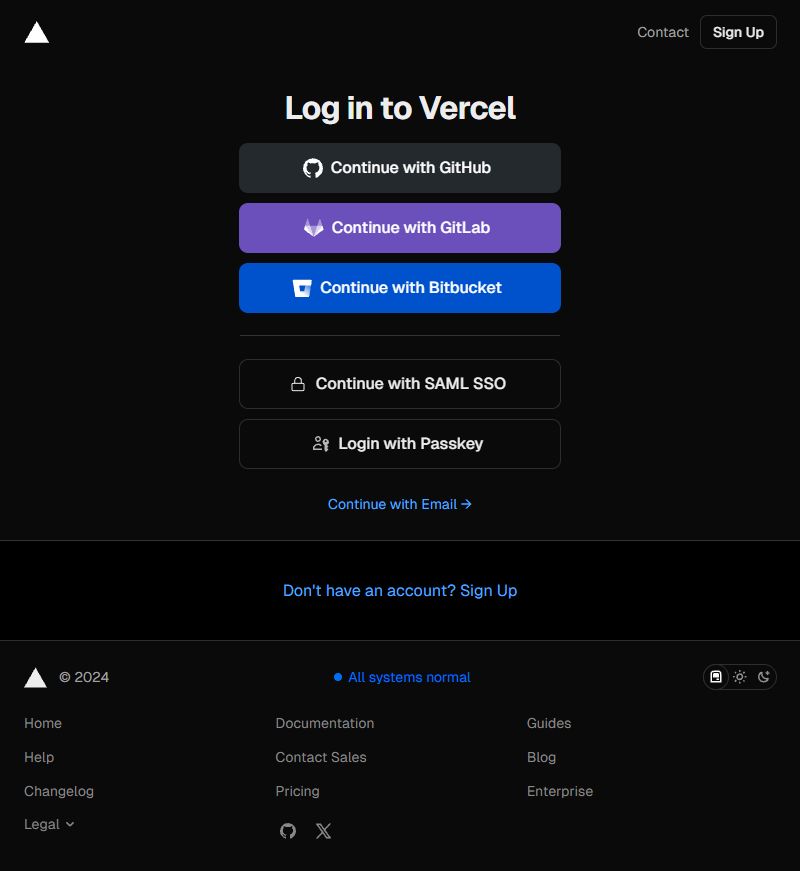 Contact
Sign Up
Log in to Vercel
Continue with GitHub
Continue with GitLab
Continue with Bitbucket
Continue with SAML SSO
Login with Passkey
Continue with Email →
Don't have an account? Sign Up
© 2024
All systems normal
Home
Documentation
Guides
Help
Contact Sales
Blog
Changelog
Pricing
Enterprise
Legal